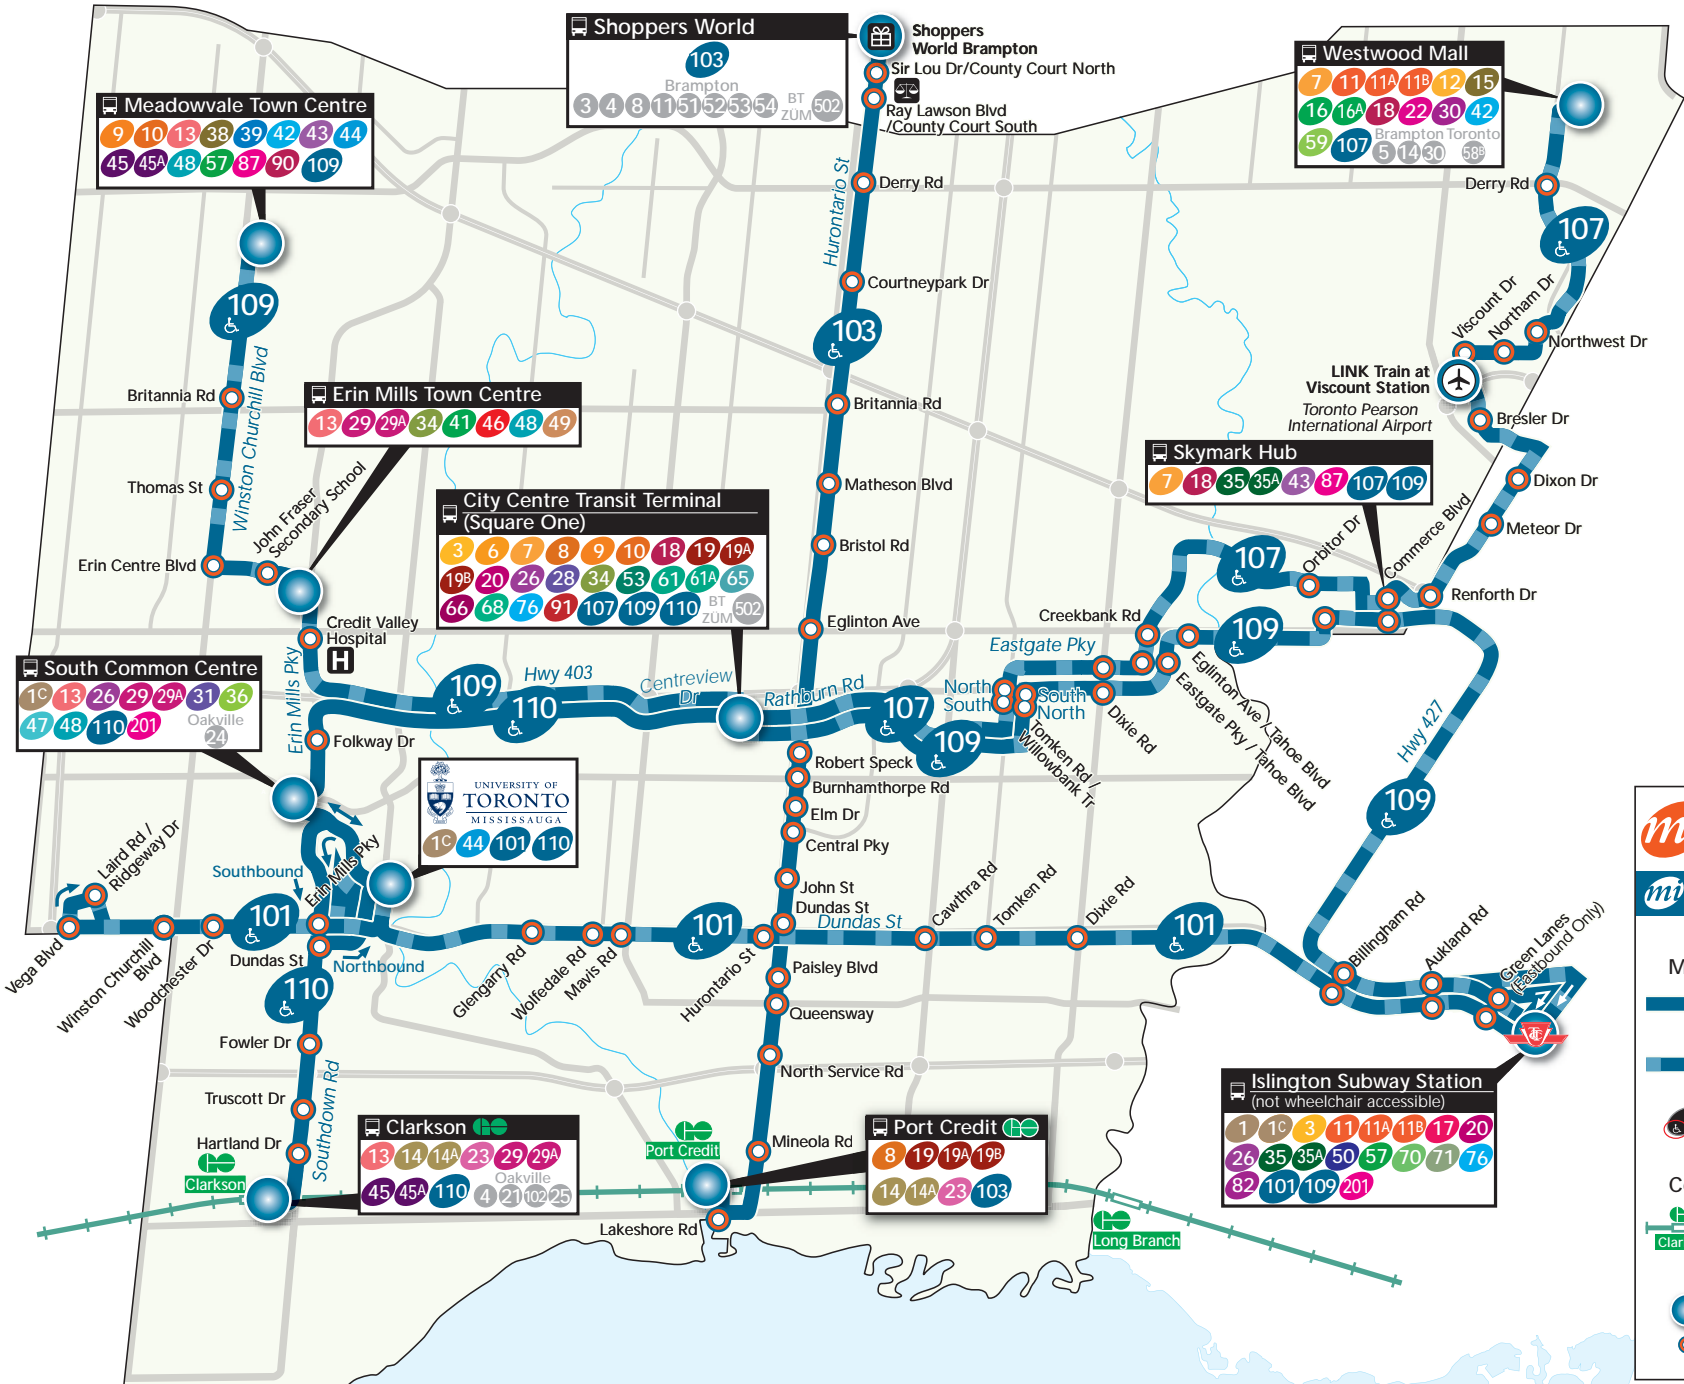 Shoppers World
103
Brampton
3 4 8 11 51 52 53 54 BT ZÜM 502
Shoppers
World Brampton
Sir Lou Dr/County Court North
Ray Lawson Blvd
/County Court South
Westwood Mall
7 11 11A 11B 12 15
16 16A 18 22 30 42
59 107 Brampton Toronto
5 14 30 58B
Meadowvale Town Centre
9 10 13 38 39 42 43 44
45 45A 48 57 87 90 109
Hurontario St
Derry Rd
Derry Rd
107
Courtneypark Dr
109
103
Viscount Dr
Northam Dr
Northwest Dr
LINK Train at
Viscount Station
Toronto Pearson
International Airport
Bresler Dr
Britannia Rd
Winston Churchill Blvd
Erin Mills Town Centre
13 29 29A 34 41 46 48 49
Britannia Rd
Skymark Hub
7 18 35 35A 43 87 107 109
Dixon Dr
Thomas St
John Fraser
Secondary School
Matheson Blvd
City Centre Transit Terminal
(Square One)
3 6 7 8 9 10 18 19 19A
19B 20 26 28 34 53 61 61A 65
66 68 76 91 107 109 110 BT ZÜM 502
Meteor Dr
Bristol Rd
Erin Centre Blvd
107
Orbitor Dr
Commerce Blvd
Renforth Dr
Credit Valley
Hospital
H
Eglinton Ave
Creekbank Rd
109
Eastgate Pky
South Common Centre
1C 13 26 29 29A 31 36
47 48 110 201 Oakville
24
Erin Mills Pky
109
110
Hwy 403
Centreview
Dr
Rathburn Rd
107
109
North
South
South
North
Tomken Rd /
Willowbank Tr
Dixie Rd
Eglinton Ave / Tahoe Blvd
Eastgate Pky / Tahoe Blvd
Hwy 427
109
Folkway Dr
Robert Speck
Burnhamthorpe Rd
Elm Dr
Central Pky
UNIVERSITY OF
TORONTO
MISSISSAUGA
1C 44 101 110
Laird Rd /
Ridgeway Dr
Southbound
Erin Mills Pky
John St
Dundas St
Dundas St
Cawthra Rd
Tomken Rd
Dixie Rd
101
101
101
Vega Blvd
Winston Churchill
Blvd
Woodchester Dr
Dundas St
Northbound
110
Glengarry Rd
Wolfedale Rd
Mavis Rd
Hurontario St
Paisley Blvd
Queensway
Billingham Rd
Aukland Rd
Green Lanes
(Eastbound Only)
Fowler Dr
North Service Rd
Truscott Dr
Southdown Rd
Hartland Dr
Clarkson
Clarkson
13 14 14A 23 29 29A
45 45A 110 Oakville
4 21 102 25
Port Credit
Mineola Rd
Port Credit
8 19 19A 19B
14 14A 23 103
Lakeshore Rd
Long Branch
Islington Subway Station
(not wheelchair accessible)
1 1C 3 11 11A 11B 17 20
26 35 35A 50 57 70 71 76
82 101 109 201